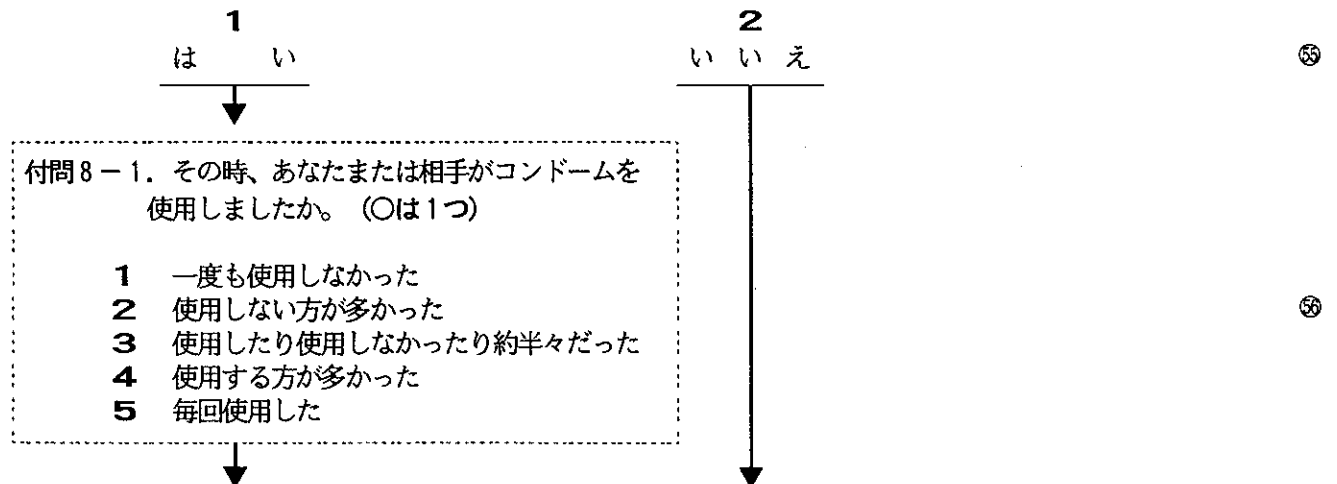 1 2
はい いいえ ㊺
付問8-1. その時、あなたまたは相手がコンドームを
使用しましたか。(○は1つ)
1 一度も使用しなかった
2 使用しない方が多かった ㊻
3 使用したり使用しなかったり約半々だった
4 使用する方が多かった
5 毎回使用した